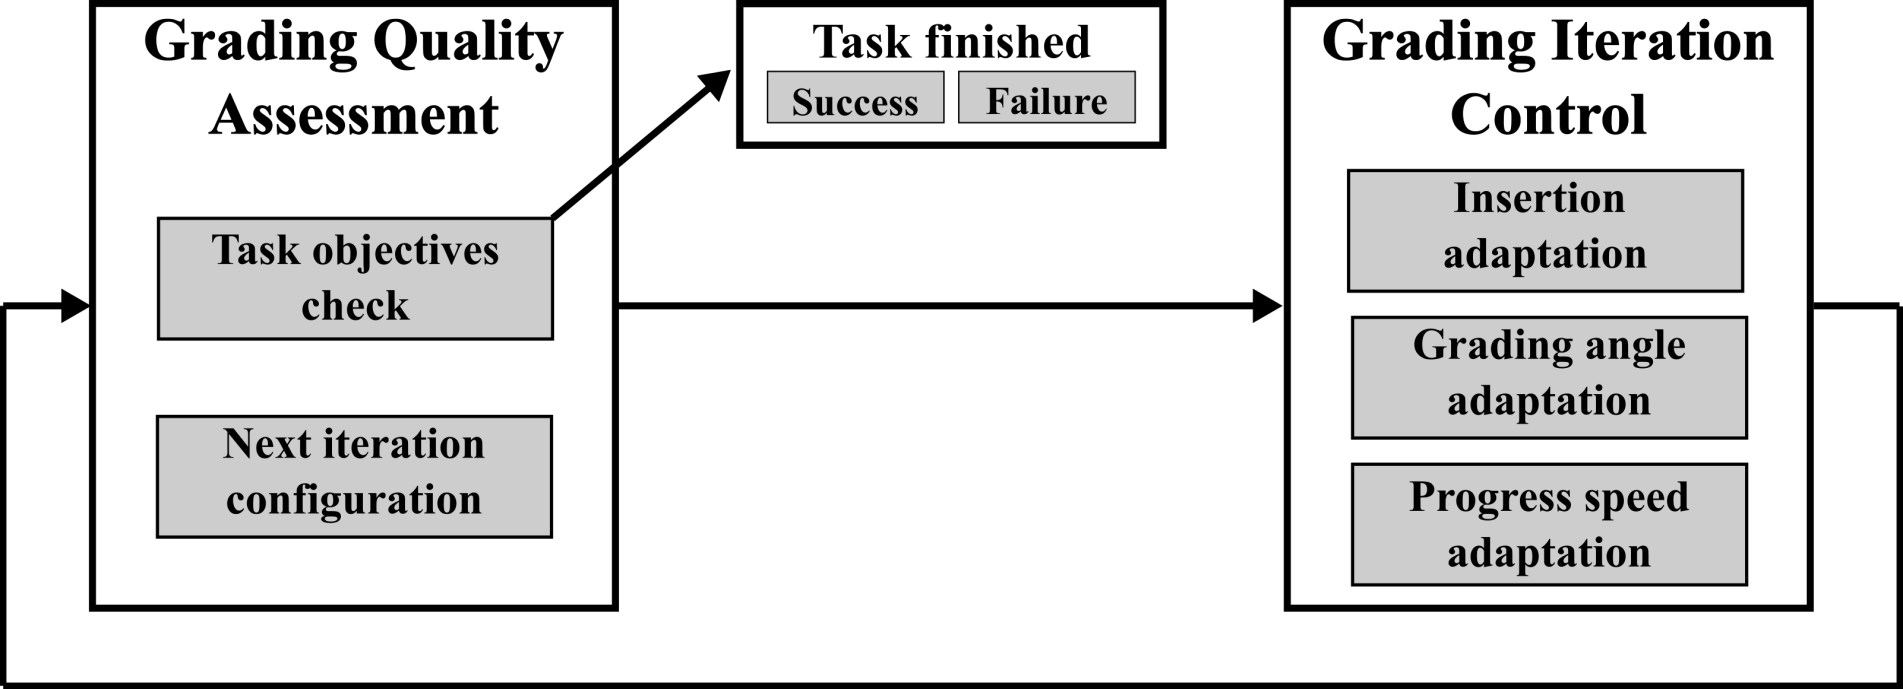 Grading Quality
Assessment
Task objectives
check
Next iteration
configuration
Task finished
Success
Failure
Grading Iteration
Control
Insertion
adaptation
Grading angle
adaptation
Progress speed
adaptation